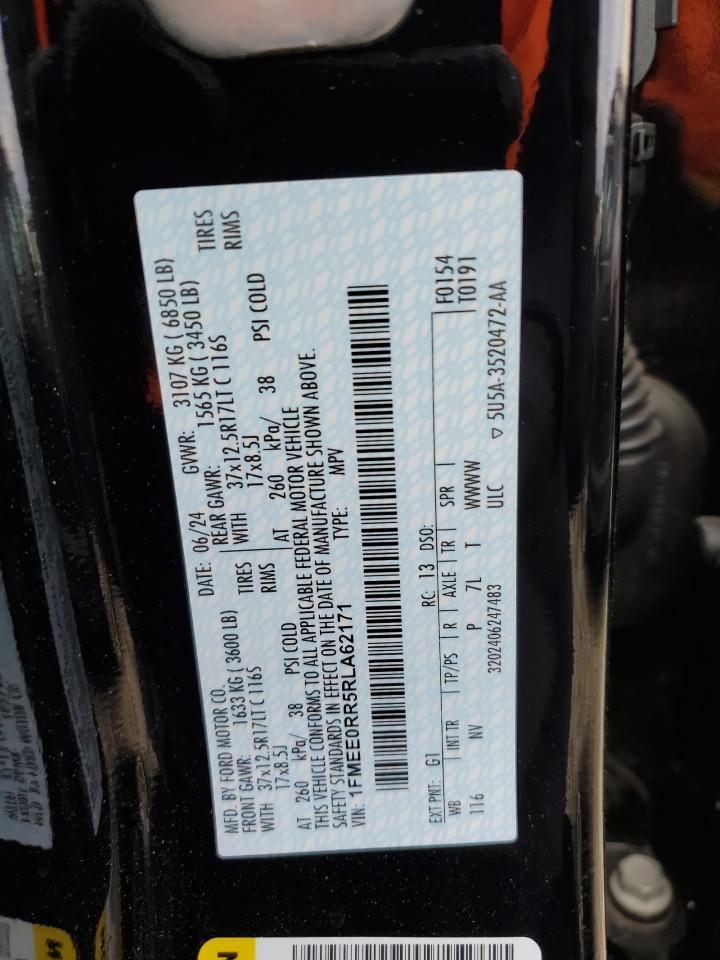 MFD. BY FORD MOTOR CO.
DATE: 06/24 GVWR: 3107 KG ( 6850 LB)
FRONT GAWR: 1633 KG ( 3600 LB) REAR GAWR: 1565 KG ( 3450 LB)
WITH 37x12.5R17LT C 116S TIRES WITH 37x12.5R17LT C 116S TIRES
17x8.5J RIMS 17x8.5J RIMS
AT 260 kPa/ 38 PSI COLD AT 260 kPa/ 38 PSI COLD
THIS VEHICLE CONFORMS TO ALL APPLICABLE FEDERAL MOTOR VEHICLE
SAFETY STANDARDS IN EFFECT ON THE DATE OF MANUFACTURE SHOWN ABOVE.
VIN: 1FMEE0RR5RLA62171 TYPE: MPV
EXT PNT: G1 RC: 13 DSO: F0154
WB INT TR TP/PS R AXLE TR SPR T0191
116 NV P 7L T WWWW
3202406247483 ULC ▽ 5U5A-3520472-AA